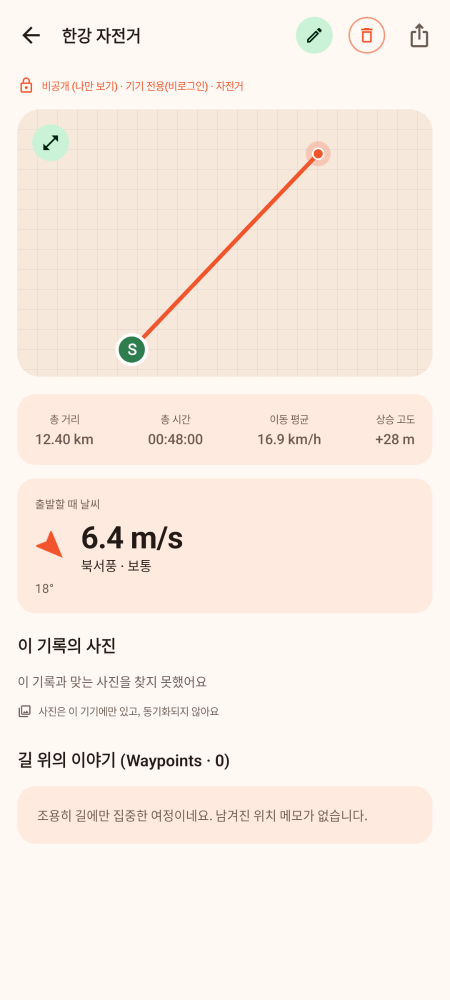 한강 자전거
비공개 (나만 보기) · 기기 전용(비로그인) · 자전거
S
총 거리 총 시간 이동 평균 상승 고도
12.40 km 00:48:00 16.9 km/h +28 m
출발할 때 날씨
6.4 m/s
북서풍 · 보통
18°
이 기록의 사진
이 기록과 맞는 사진을 찾지 못했어요
사진은 이 기기에만 있고, 동기화되지 않아요
길 위의 이야기 (Waypoints · 0)
조용히 길에만 집중한 여정이네요. 남겨진 위치 메모가 없습니다.